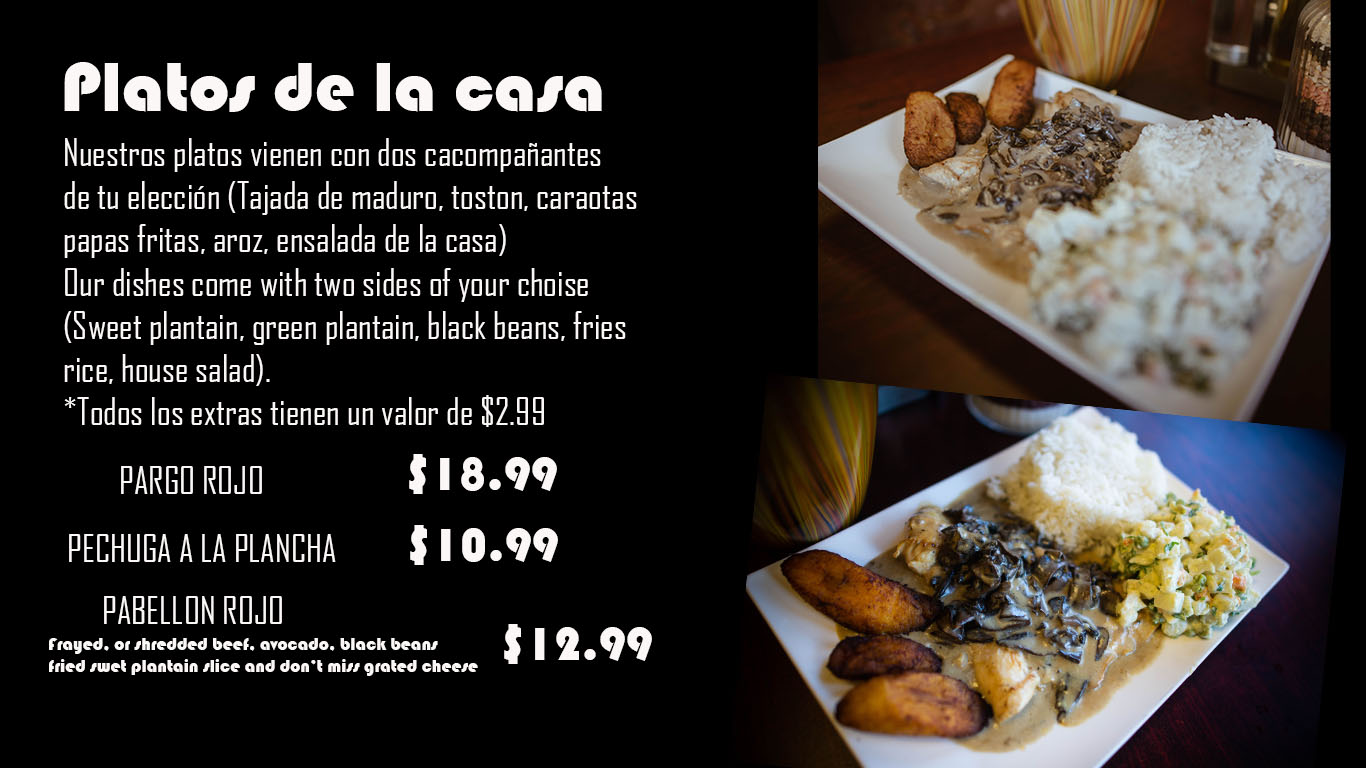 Platos de la casa
Nuestros platos vienen con dos cacompañantes
de tu elección (Tajada de maduro, toston, caraotas
papas fritas, aroz, ensalada de la casa)
Our dishes come with two sides of your choise
(Sweet plantain, green plantain, black beans, fries
rice, house salad).
*Todos los extras tienen un valor de $2.99
PARGO ROJO $18.99
PECHUGA A LA PLANCHA $10.99
PABELLON ROJO
Frayed, or shredded beef, avocado, black beans
fried swet plantain slice and don't miss grated cheese
$12.99